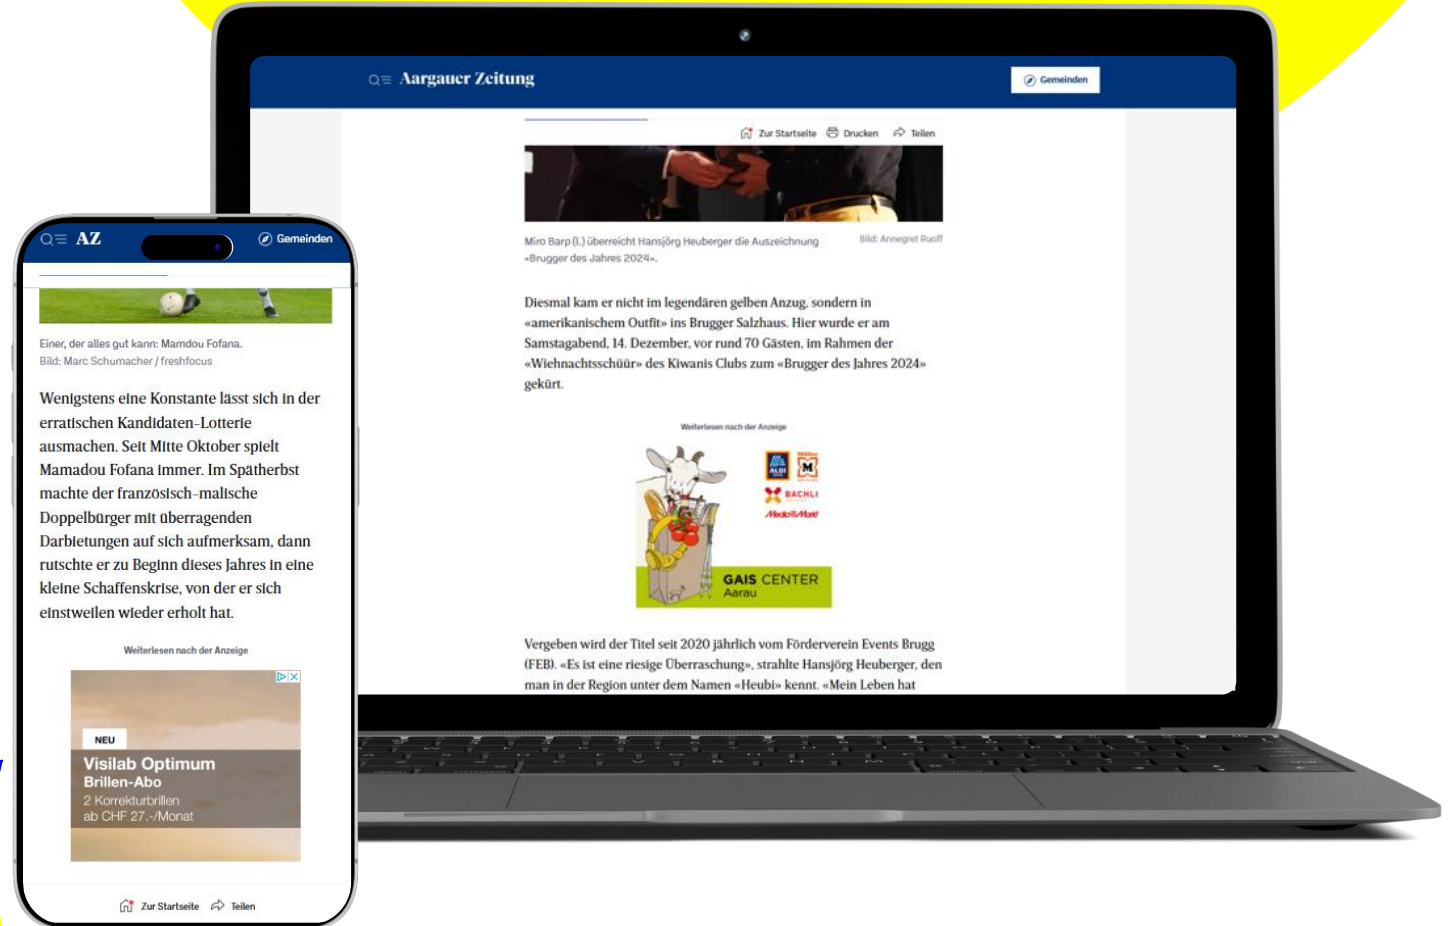 Aargauer Zeitung
Gemeinden
Zur Startseite Drucken Teilen
Miro Barp (l.) überreicht Hansjörg Heuberger die Auszeichnung
«Brugger des Jahres 2024».
Bild: Annegret Ruoff
Diesmal kam er nicht im legendären gelben Anzug, sondern in
«amerikanischem Outfit» ins Brugger Salzhaus. Hier wurde er am
Samstagabend, 14. Dezember, vor rund 70 Gästen, im Rahmen der
«Wiehnachtsschüür» des Kiwanis Clubs zum «Brugger des Jahres 2024»
gekürt.
Weiterlesen nach der Anzeige
ALDI
Müller
M
BACHLI
MediaMarkt
GAIS CENTER
Aarau
Vergeben wird der Titel seit 2020 jährlich vom Förderverein Events Brugg
(FEB). «Es ist eine riesige Überraschung», strahlte Hansjörg Heuberger, den
man in der Region unter dem Namen «Heubi» kennt. «Mein Leben hat
AZ
Gemeinden
Einer, der alles gut kann: Mamdou Fofana.
Bild: Marc Schumacher / freshfocus
Wenigstens eine Konstante lässt sich in der
erratischen Kandidaten-Lotterie
ausmachen. Seit Mitte Oktober spielt
Mamadou Fofana immer. Im Spätherbst
machte der französisch-malische
Doppelbürger mit überragenden
Darbietungen auf sich aufmerksam, dann
rutschte er zu Beginn dieses Jahres in eine
kleine Schaffenskrise, von der er sich
einstweilen wieder erholt hat.
Weiterlesen nach der Anzeige
NEU
Visilab Optimum
Brillen-Abo
2 Korrekturbrillen
ab CHF 27.-/Monat
Zur Startseite Teilen